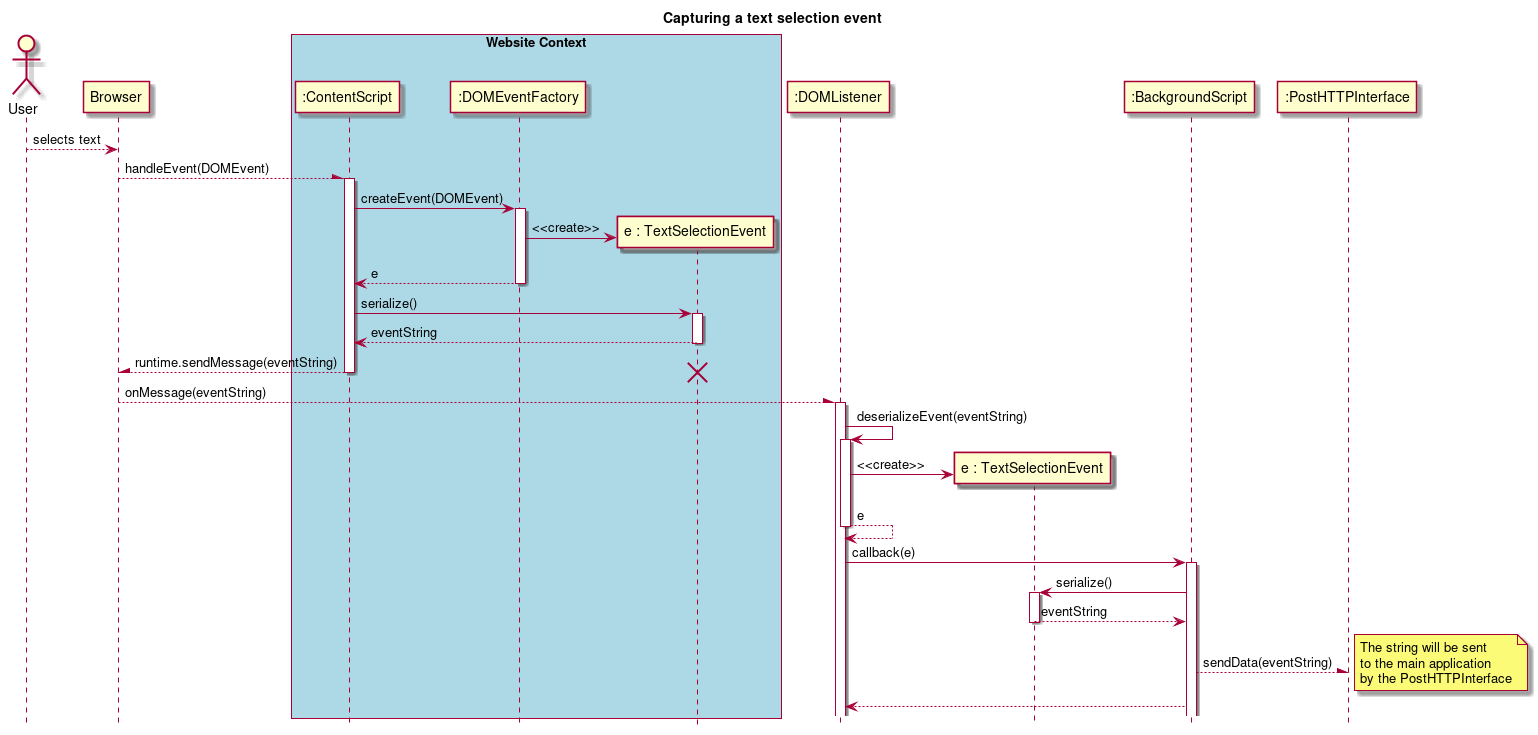 Capturing a text selection event
Website Context
User
Browser
:ContentScript
:DOMEventFactory
:DOMListener
:BackgroundScript
:PostHTTPInterface
selects text
handleEvent(DOMEvent)
createEvent(DOMEvent)
<<create>>
e : TextSelectionEvent
e
serialize()
eventString
runtime.sendMessage(eventString)
onMessage(eventString)
deserializeEvent(eventString)
<<create>>
e : TextSelectionEvent
e
callback(e)
serialize()
eventString
sendData(eventString)
The string will be sent
to the main application
by the PostHTTPInterface